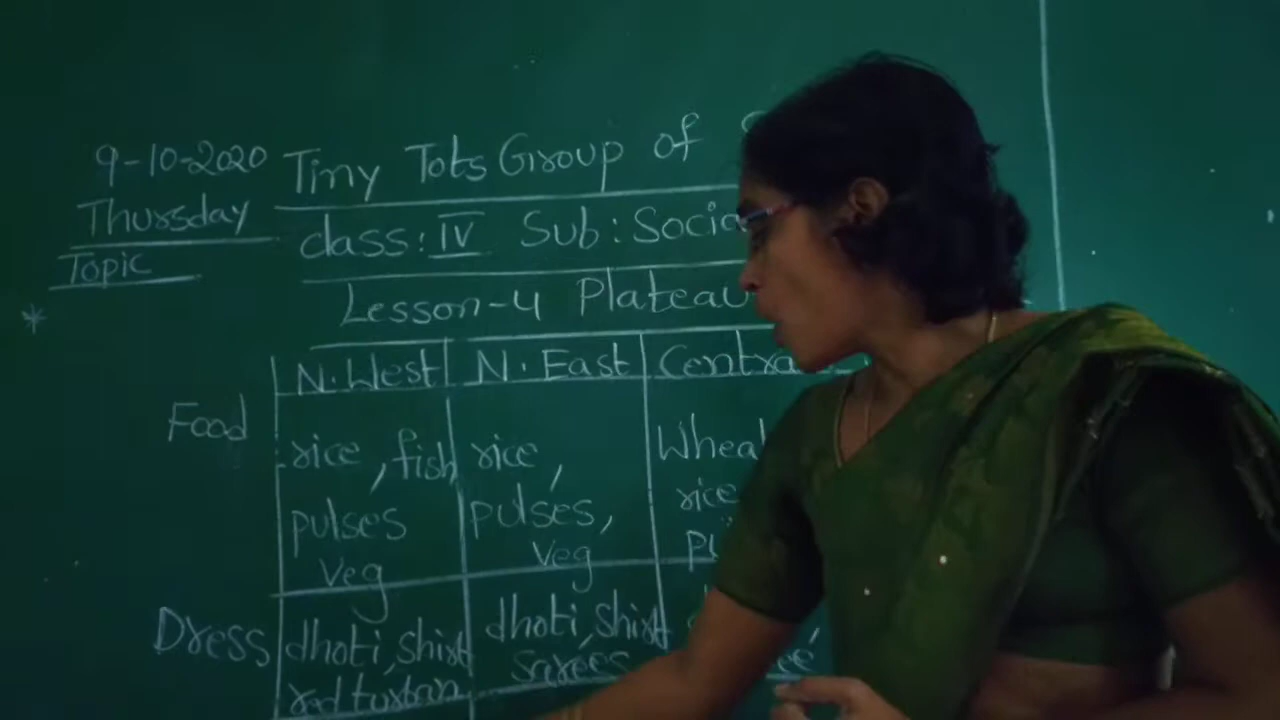 9-10-2020 Tiny Tots Group of
Thursday
class: IV Sub: Socia
Topic
Lesson-4 Plateau
*
N.West N.East Centra
Food
rice, fish rice, Wheat
pulses pulses, rice
veg veg pu
Dress dhoti, shirt dhoti, shirt
red turban sarees